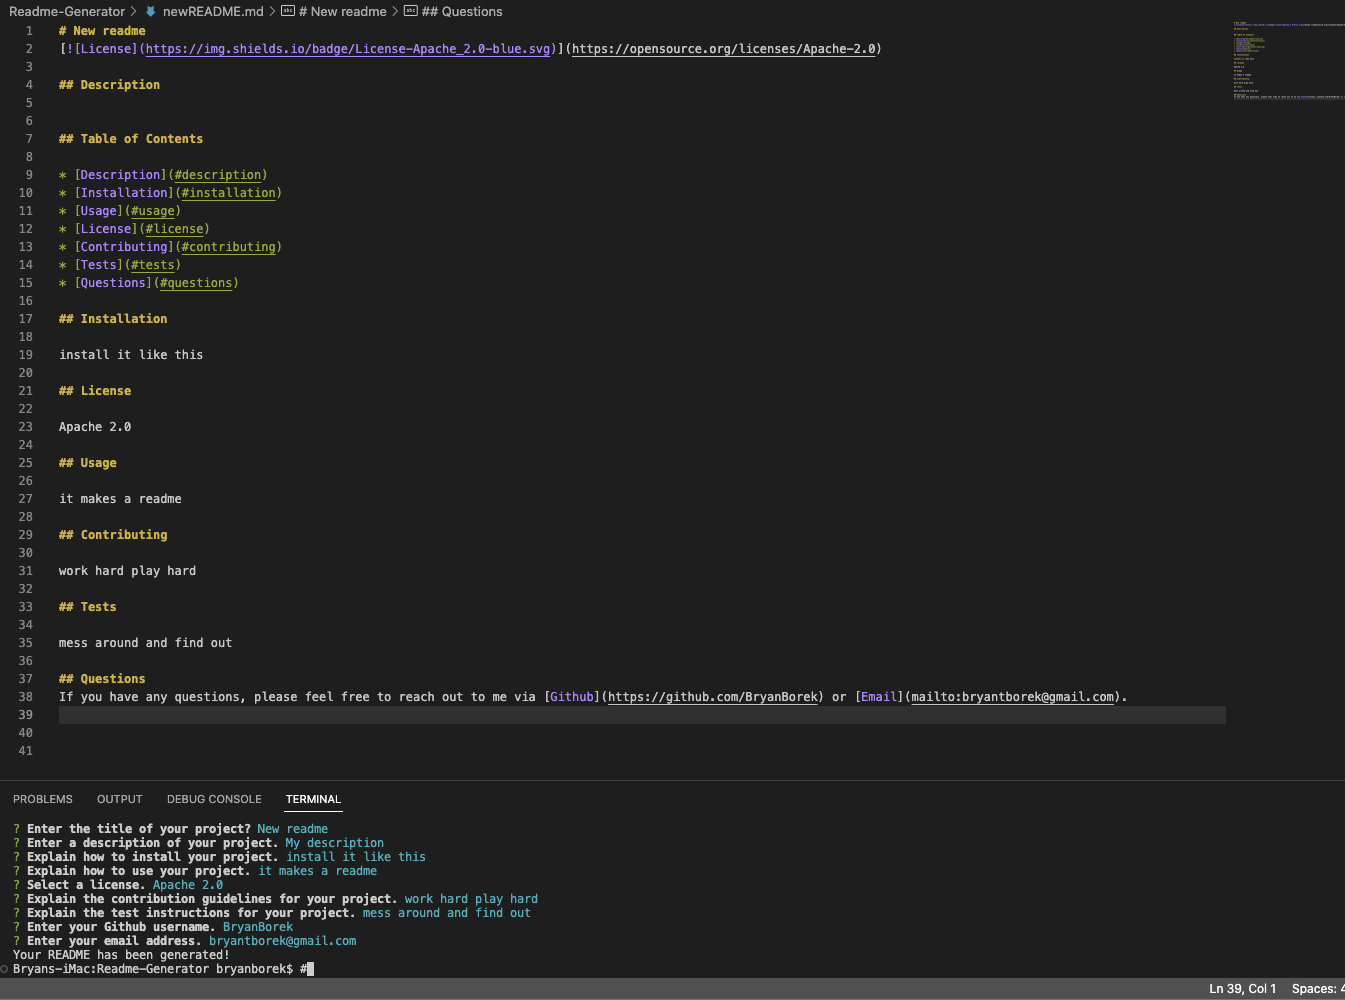 Readme-Generator > newREADME.md > # New readme > ## Questions
1 # New readme
2 [![License](https://img.shields.io/badge/License-Apache_2.0-blue.svg)](https://opensource.org/licenses/Apache-2.0)
3
4 ## Description
5
6
7 ## Table of Contents
8
9 * [Description](#description)
10 * [Installation](#installation)
11 * [Usage](#usage)
12 * [License](#license)
13 * [Contributing](#contributing)
14 * [Tests](#tests)
15 * [Questions](#questions)
16
17 ## Installation
18
19 install it like this
20
21 ## License
22
23 Apache 2.0
24
25 ## Usage
26
27 it makes a readme
28
29 ## Contributing
30
31 work hard play hard
32
33 ## Tests
34
35 mess around and find out
36
37 ## Questions
38 If you have any questions, please feel free to reach out to me via [Github](https://github.com/BryanBorek) or [Email](mailto:bryantborek@gmail.com).
39
40
41
PROBLEMS OUTPUT DEBUG CONSOLE TERMINAL
? Enter the title of your project? New readme
? Enter a description of your project. My description
? Explain how to install your project. install it like this
? Explain how to use your project. it makes a readme
? Select a license. Apache 2.0
? Explain the contribution guidelines for your project. work hard play hard
? Explain the test instructions for your project. mess around and find out
? Enter your Github username. BryanBorek
? Enter your email address. bryantborek@gmail.com
Your README has been generated!
Bryans-iMac:Readme-Generator bryanborek$ #
Ln 39, Col 1 Spaces: 4